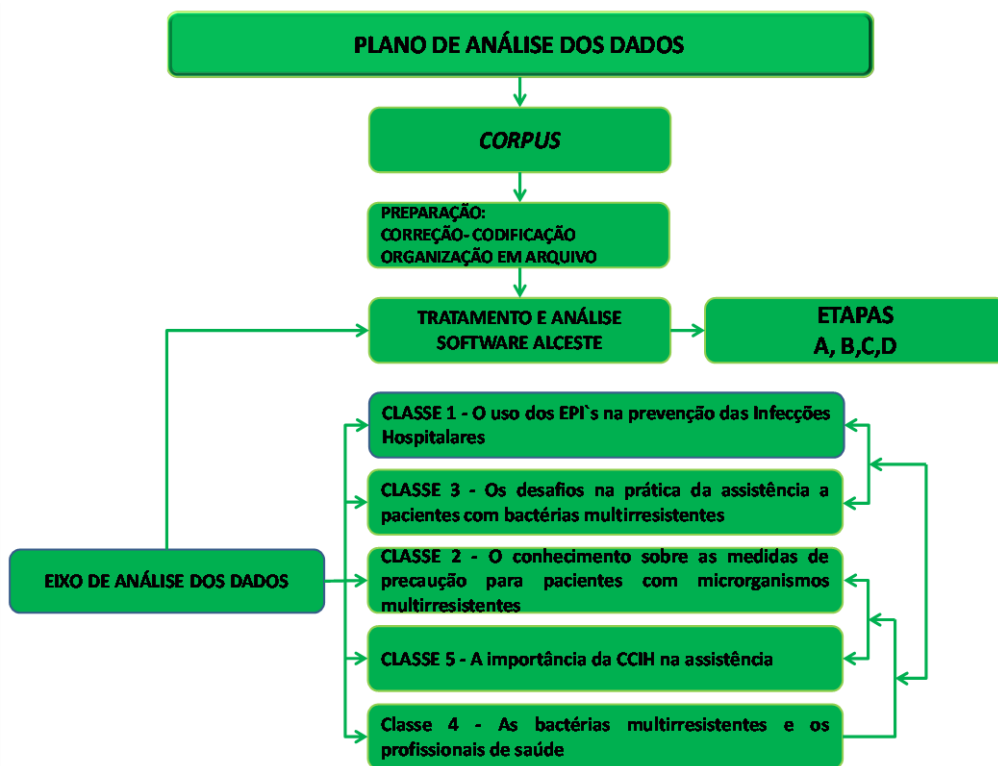 PLANO DE ANÁLISE DOS DADOS
CORPUS
PREPARAÇÃO:
CORREÇÃO- CODIFICAÇÃO
ORGANIZAÇÃO EM ARQUIVO
TRATAMENTO E ANÁLISE
SOFTWARE ALCESTE
ETAPAS
A, B,C,D
CLASSE 1 - O uso dos EPI`s na prevenção das Infecções
Hospitalares
CLASSE 3 - Os desafios na prática da assistência a
pacientes com bactérias multirresistentes
EIXO DE ANÁLISE DOS DADOS
CLASSE 2 - O conhecimento sobre as medidas de
precaução para pacientes com microrganismos
multirresistentes
CLASSE 5 - A importância da CCIH na assistência
Classe 4 - As bactérias multirresistentes e os
profissionais de saúde